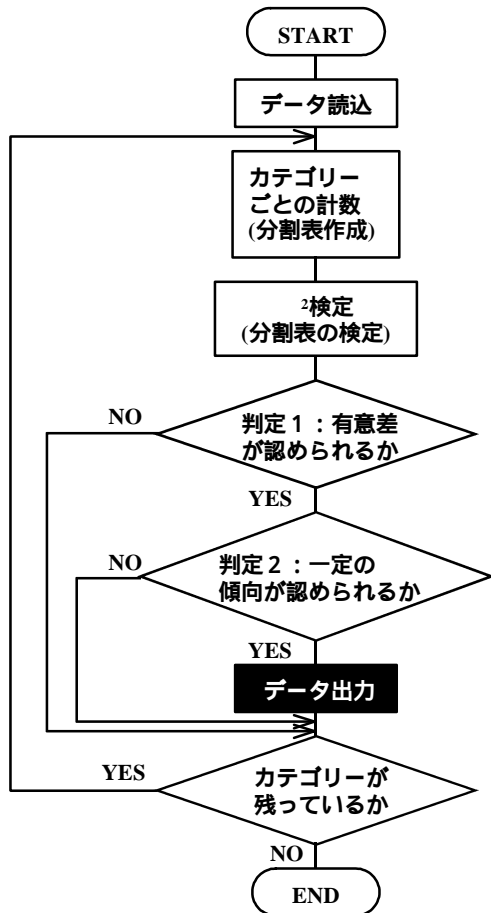 START
データ読込
カテゴリー
ごとの計数
(分割表作成)
²検定
(分割表の検定)
NO
判定1:有意差
が認められるか
YES
NO
判定2:一定の
傾向が認められるか
YES
データ出力
YES
カテゴリーが
残っているか
NO
END